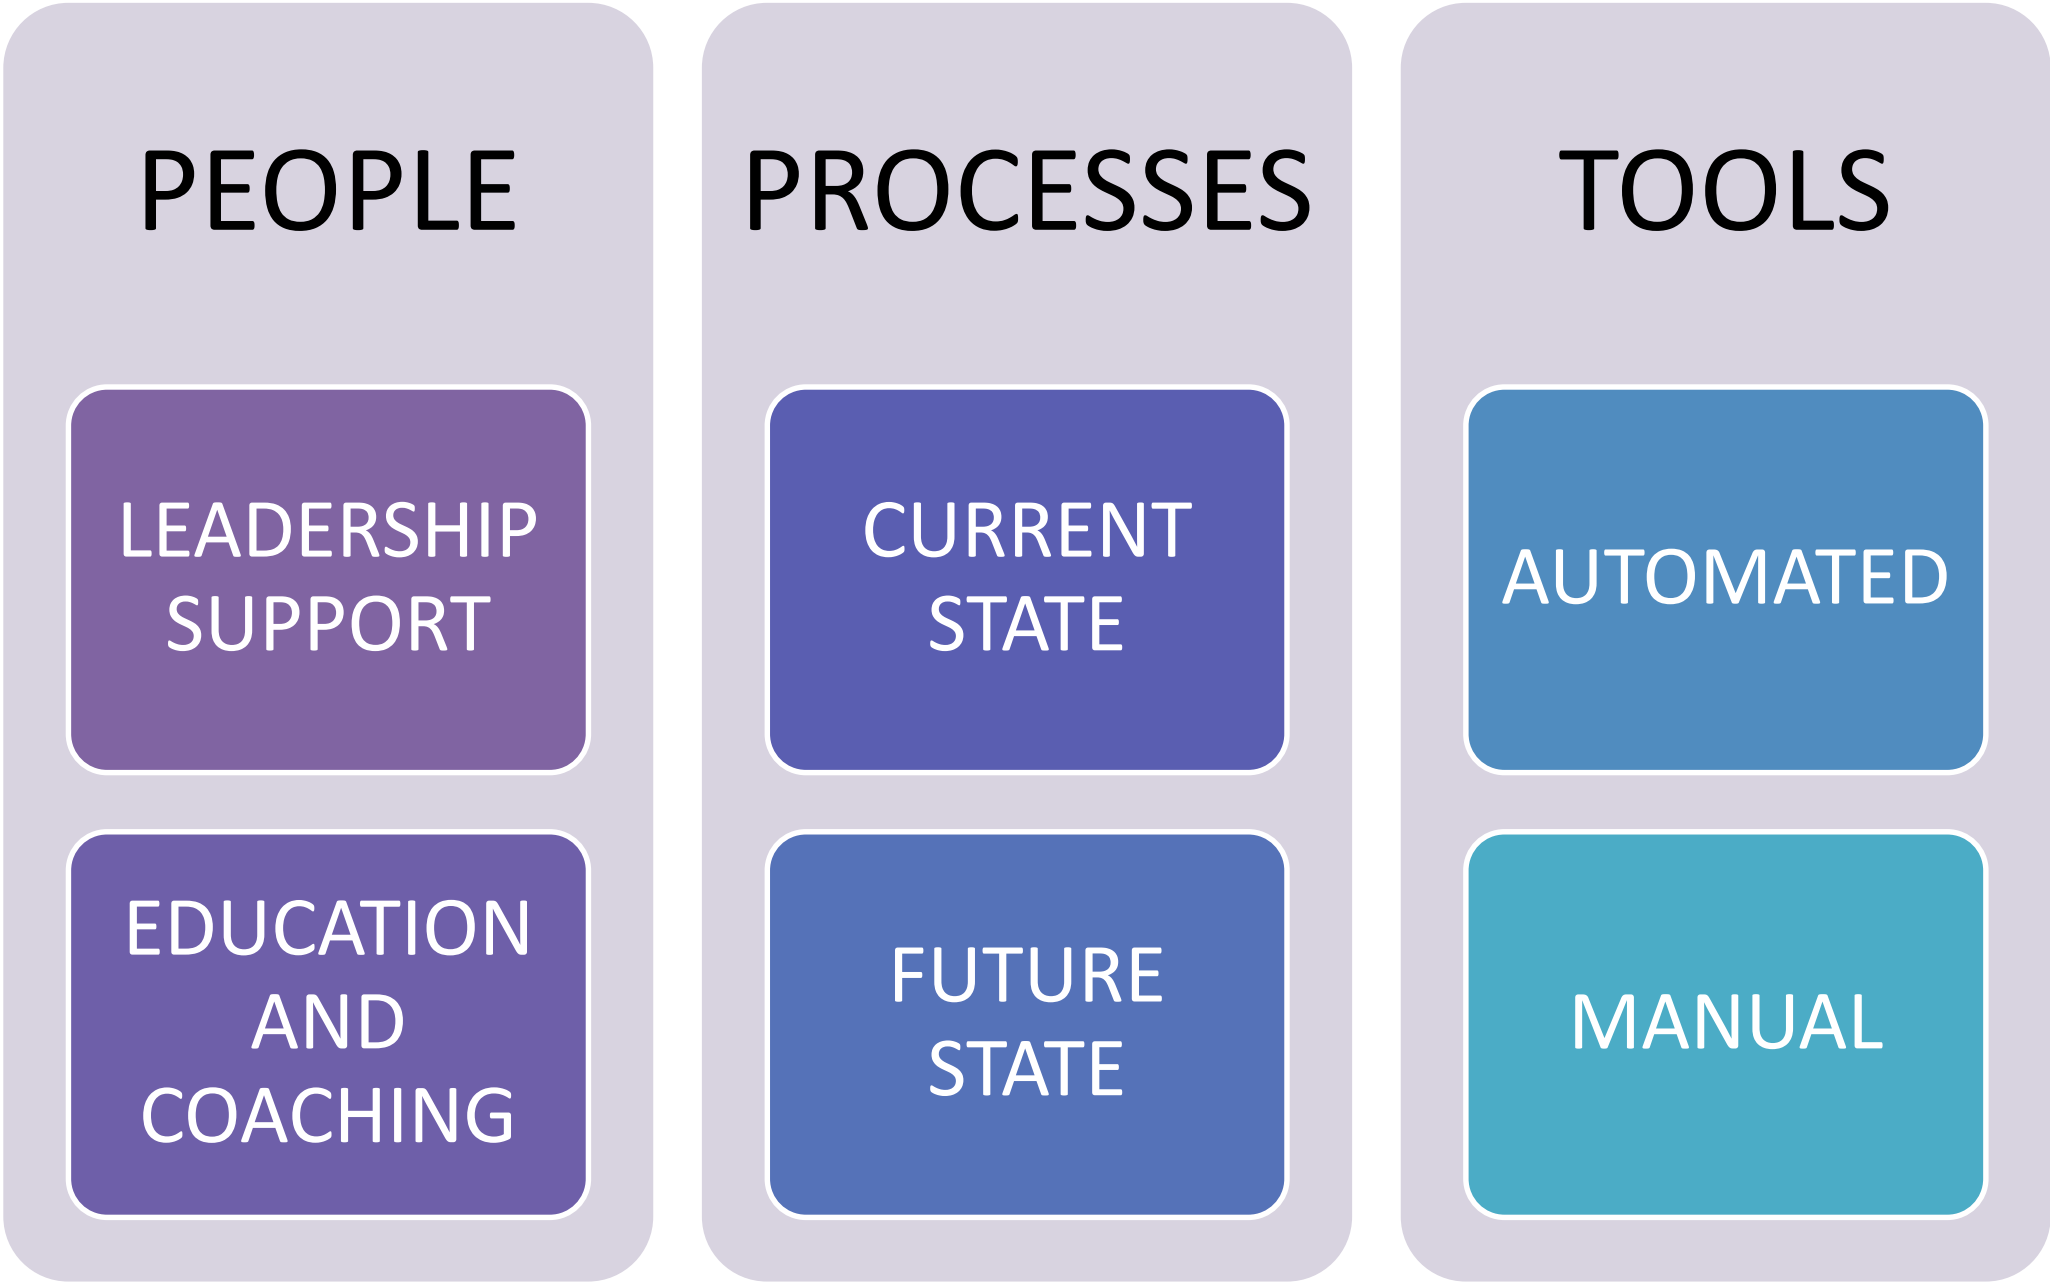 PEOPLE
LEADERSHIP
SUPPORT
EDUCATION
AND
COACHING
PROCESSES
CURRENT
STATE
FUTURE
STATE
TOOLS
AUTOMATED
MANUAL